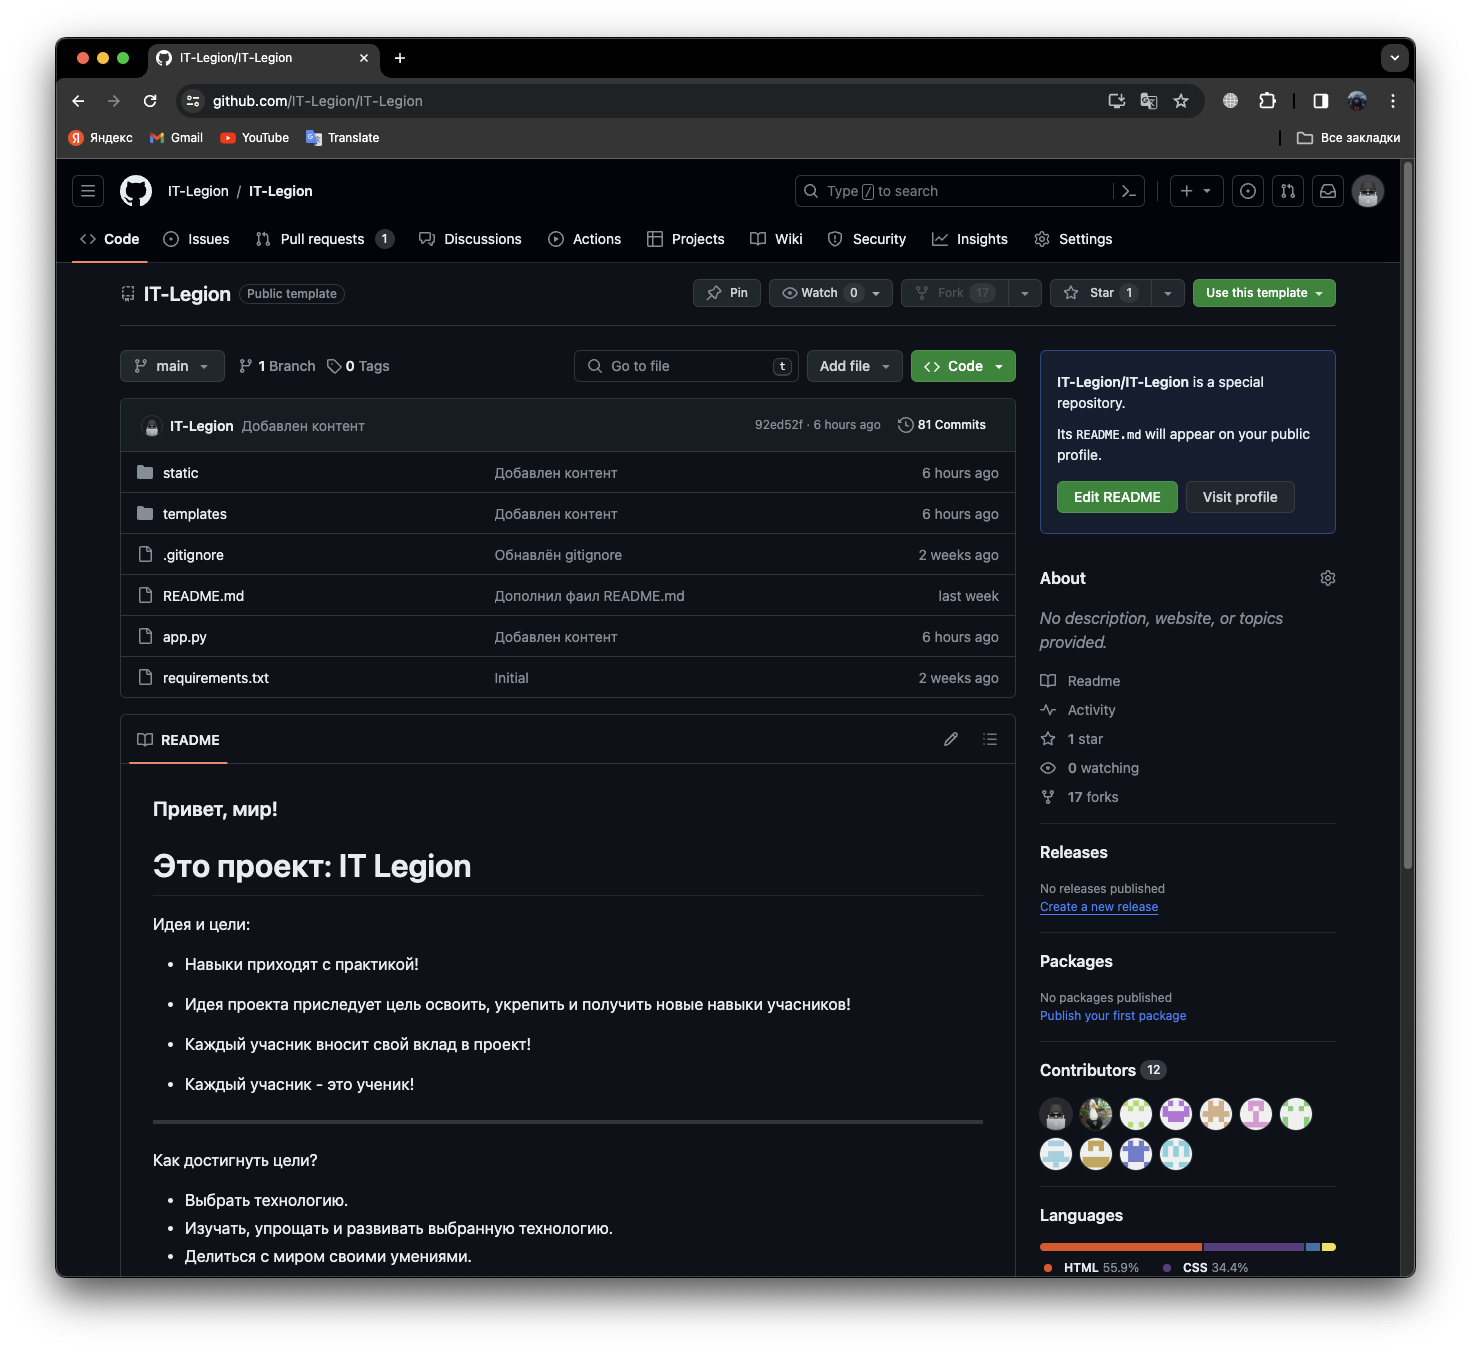 IT-Legion/IT-Legion
github.com/IT-Legion/IT-Legion
Яндекс Gmail YouTube Translate Все закладки
IT-Legion / IT-Legion Type / to search
Code Issues Pull requests 1 Discussions Actions Projects Wiki Security Insights Settings
IT-Legion Public template Pin Watch 0 Fork 17 Star 1 Use this template
main 1 Branch 0 Tags Go to file t Add file Code
IT-Legion Добавлен контент 92ed52f · 6 hours ago 81 Commits
static Добавлен контент 6 hours ago
templates Добавлен контент 6 hours ago
.gitignore Обнавлён gitignore 2 weeks ago
README.md Дополнил фаил README.md last week
app.py Добавлен контент 6 hours ago
requirements.txt Initial 2 weeks ago
README
Привет, мир!
Это проект: IT Legion
Идея и цели:
• Навыки приходят с практикой!
• Идея проекта приследует цель освоить, укрепить и получить новые навыки учасников!
• Каждый учасник вносит свой вклад в проект!
• Каждый учасник - это ученик!
Как достигнуть цели?
• Выбрать технологию.
• Изучать, упрощать и развивать выбранную технологию.
• Делиться с миром своими умениями.
IT-Legion/IT-Legion is a special
repository.
Its README.md will appear on your public
profile.
Edit README Visit profile
About
No description, website, or topics
provided.
Readme
Activity
1 star
0 watching
17 forks
Releases
No releases published
Create a new release
Packages
No packages published
Publish your first package
Contributors 12
Languages
HTML 55.9% CSS 34.4%